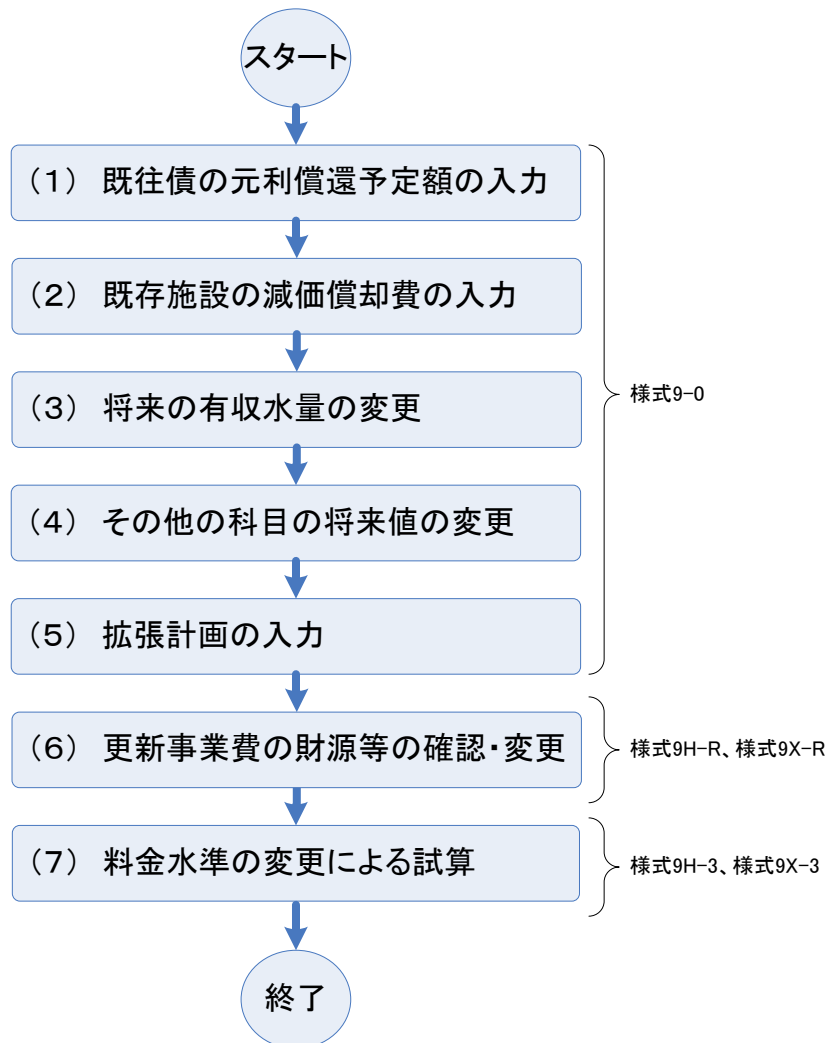 スタート
（1） 既往債の元利償還予定額の入力
（2） 既存施設の減価償却費の入力
（3） 将来の有収水量の変更
（4） その他の科目の将来値の変更
（5） 拡張計画の入力
様式9-0
（6） 更新事業費の財源等の確認・変更
様式9H-R、様式9X-R
（7） 料金水準の変更による試算
様式9H-3、様式9X-3
終了